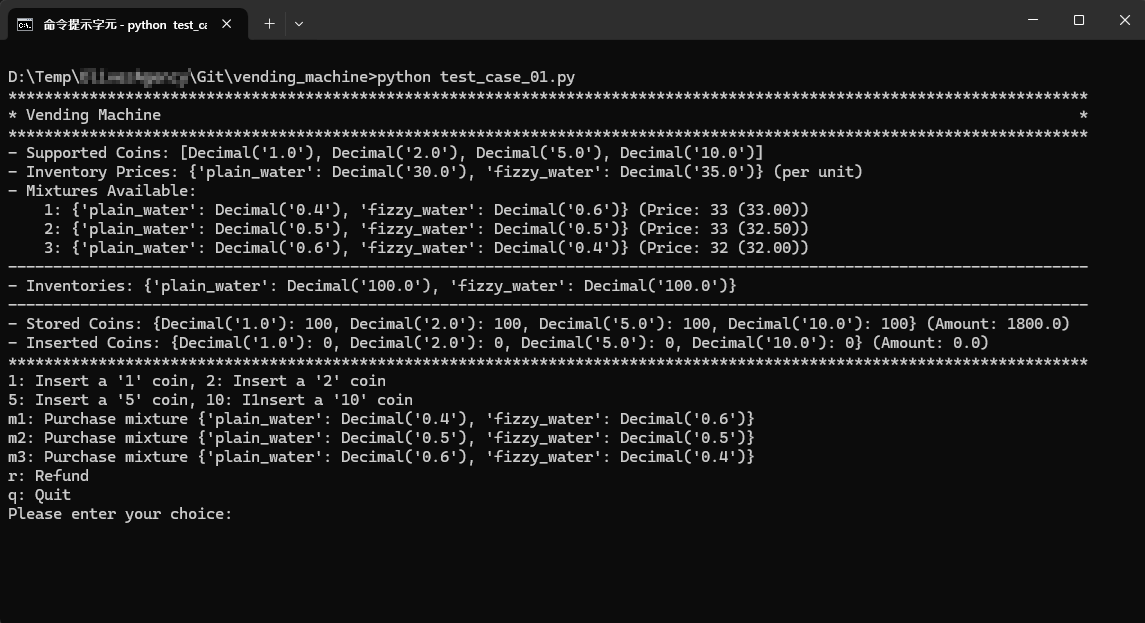 命令提示字元 - python test_ca
D:\Temp\ \Git\vending_machine>python test_case_01.py
************************************************************************************************************************
* Vending Machine *
************************************************************************************************************************
- Supported Coins: [Decimal('1.0'), Decimal('2.0'), Decimal('5.0'), Decimal('10.0')]
- Inventory Prices: {'plain_water': Decimal('30.0'), 'fizzy_water': Decimal('35.0')} (per unit)
- Mixtures Available:
    1: {'plain_water': Decimal('0.4'), 'fizzy_water': Decimal('0.6')} (Price: 33 (33.00))
    2: {'plain_water': Decimal('0.5'), 'fizzy_water': Decimal('0.5')} (Price: 33 (32.50))
    3: {'plain_water': Decimal('0.6'), 'fizzy_water': Decimal('0.4')} (Price: 32 (32.00))
------------------------------------------------------------------------------------------------------------------------
- Inventories: {'plain_water': Decimal('100.0'), 'fizzy_water': Decimal('100.0')}
------------------------------------------------------------------------------------------------------------------------
- Stored Coins: {Decimal('1.0'): 100, Decimal('2.0'): 100, Decimal('5.0'): 100, Decimal('10.0'): 100} (Amount: 1800.0)
- Inserted Coins: {Decimal('1.0'): 0, Decimal('2.0'): 0, Decimal('5.0'): 0, Decimal('10.0'): 0} (Amount: 0.0)
************************************************************************************************************************
1: Insert a '1' coin, 2: Insert a '2' coin
5: Insert a '5' coin, 10: I1nsert a '10' coin
m1: Purchase mixture {'plain_water': Decimal('0.4'), 'fizzy_water': Decimal('0.6')}
m2: Purchase mixture {'plain_water': Decimal('0.5'), 'fizzy_water': Decimal('0.5')}
m3: Purchase mixture {'plain_water': Decimal('0.6'), 'fizzy_water': Decimal('0.4')}
r: Refund
q: Quit
Please enter your choice: